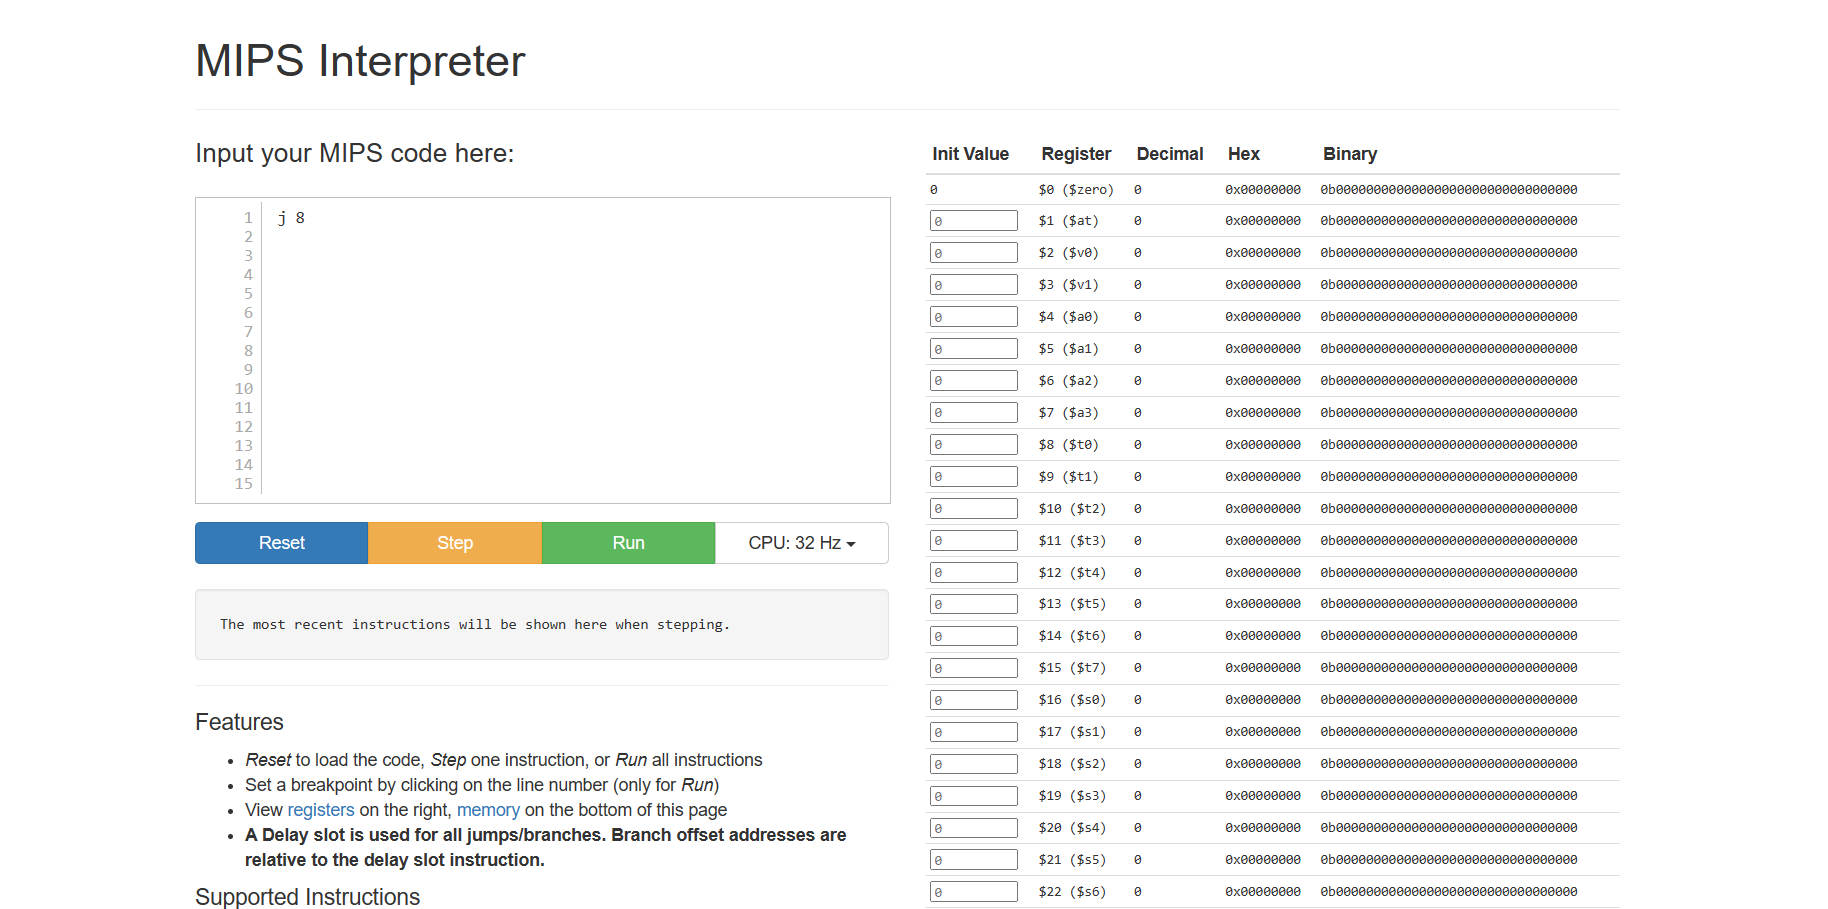 MIPS Interpreter
Input your MIPS code here:
1 j 8
2
3
4
5
6
7
8
9
10
11
12
13
14
15
Reset Step Run CPU: 32 Hz
The most recent instructions will be shown here when stepping.
Features
Reset to load the code, Step one instruction, or Run all instructions
Set a breakpoint by clicking on the line number (only for Run)
View registers on the right, memory on the bottom of this page
A Delay slot is used for all jumps/branches. Branch offset addresses are
relative to the delay slot instruction.
Supported Instructions
Init Value Register Decimal Hex Binary
0 $0 ($zero) 0 0x00000000 0b00000000000000000000000000000000
0 $1 ($at) 0 0x00000000 0b00000000000000000000000000000000
0 $2 ($v0) 0 0x00000000 0b00000000000000000000000000000000
0 $3 ($v1) 0 0x00000000 0b00000000000000000000000000000000
0 $4 ($a0) 0 0x00000000 0b00000000000000000000000000000000
0 $5 ($a1) 0 0x00000000 0b00000000000000000000000000000000
0 $6 ($a2) 0 0x00000000 0b00000000000000000000000000000000
0 $7 ($a3) 0 0x00000000 0b00000000000000000000000000000000
0 $8 ($t0) 0 0x00000000 0b00000000000000000000000000000000
0 $9 ($t1) 0 0x00000000 0b00000000000000000000000000000000
0 $10 ($t2) 0 0x00000000 0b00000000000000000000000000000000
0 $11 ($t3) 0 0x00000000 0b00000000000000000000000000000000
0 $12 ($t4) 0 0x00000000 0b00000000000000000000000000000000
0 $13 ($t5) 0 0x00000000 0b00000000000000000000000000000000
0 $14 ($t6) 0 0x00000000 0b00000000000000000000000000000000
0 $15 ($t7) 0 0x00000000 0b00000000000000000000000000000000
0 $16 ($s0) 0 0x00000000 0b00000000000000000000000000000000
0 $17 ($s1) 0 0x00000000 0b00000000000000000000000000000000
0 $18 ($s2) 0 0x00000000 0b00000000000000000000000000000000
0 $19 ($s3) 0 0x00000000 0b00000000000000000000000000000000
0 $20 ($s4) 0 0x00000000 0b00000000000000000000000000000000
0 $21 ($s5) 0 0x00000000 0b00000000000000000000000000000000
0 $22 ($s6) 0 0x00000000 0b00000000000000000000000000000000